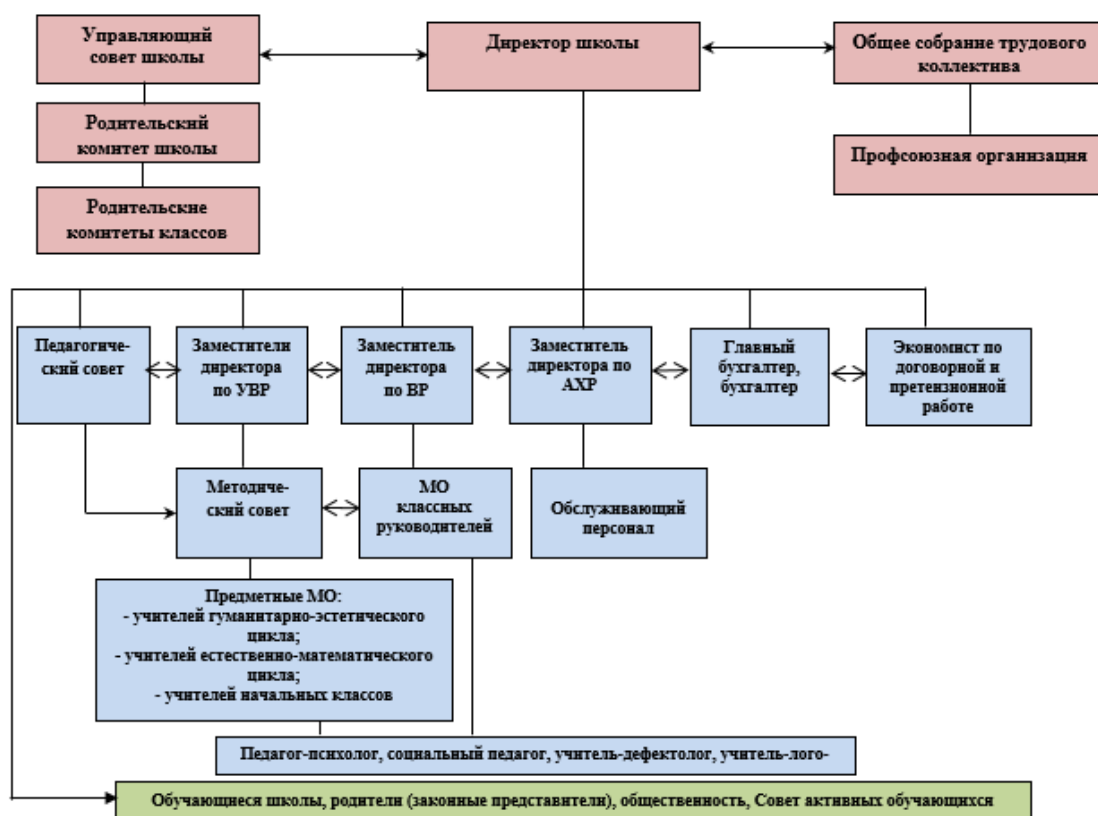 Управляющий
совет школы
Директор школы
Общее собрание трудового
коллектива
Родительский
комитет школы
Профсоюзная организация
Родительские
комитеты классов
Педагогиче-
ский совет
Заместители
директора
по УВР
Заместитель
директора
по ВР
Заместитель
директора по
АХР
Главный
бухгалтер,
бухгалтер
Экономист по
договорной и
претензионной
работе
Методиче-
ский совет
МО
классных
руководителей
Обслуживающий
персонал
Предметные МО:
- учителей гуманитарно-эстетического
цикла;
- учителей естественно-математического
цикла;
- учителей начальных классов
Педагог-психолог, социальный педагог, учитель-дефектолог, учитель-лого-
Обучающиеся школы, родители (законные представители), общественность, Совет активных обучающихся